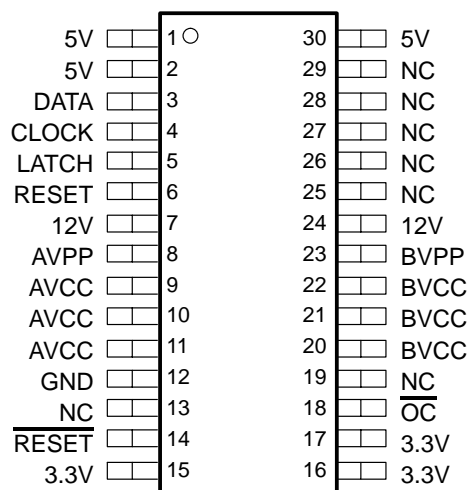 5V 1 30 5V
5V 2 29 NC
DATA 3 28 NC
CLOCK 4 27 NC
LATCH 5 26 NC
RESET 6 25 NC
12V 7 24 12V
AVPP 8 23 BVPP
AVCC 9 22 BVCC
AVCC 10 21 BVCC
AVCC 11 20 BVCC
GND 12 19 NC
NC 13 18 O̅C̅
R̅E̅S̅E̅T̅ 14 17 3.3V
3.3V 15 16 3.3V